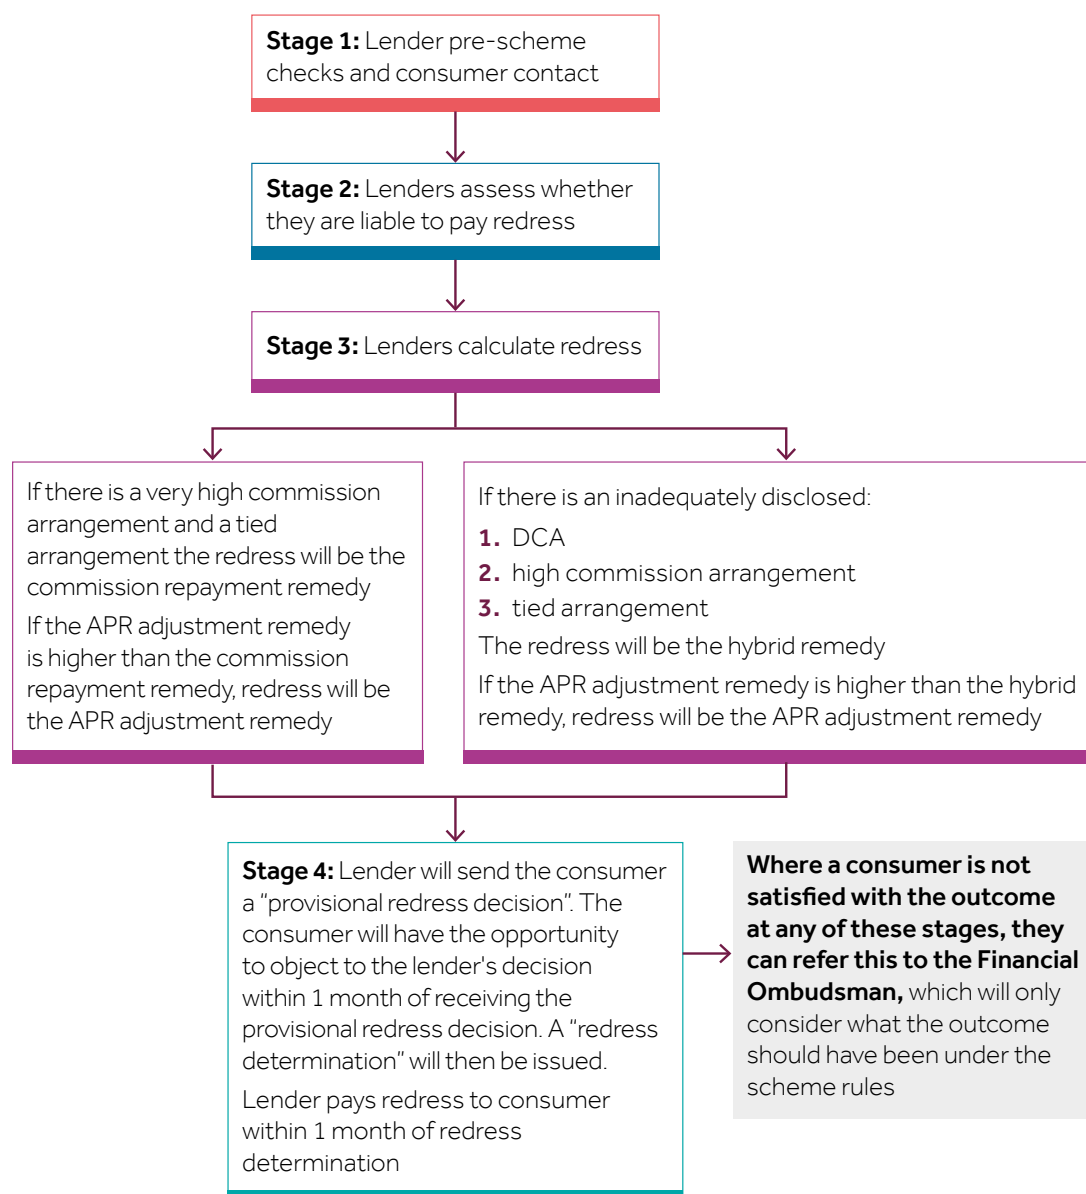 Stage 1: Lender pre-scheme
checks and consumer contact
Stage 2: Lenders assess whether
they are liable to pay redress
Stage 3: Lenders calculate redress
If there is a very high commission
arrangement and a tied
arrangement the redress will be the
commission repayment remedy
If the APR adjustment remedy
is higher than the commission
repayment remedy, redress will be
the APR adjustment remedy
If there is an inadequately disclosed:
1. DCA
2. high commission arrangement
3. tied arrangement
The redress will be the hybrid remedy
If the APR adjustment remedy is higher than the hybrid
remedy, redress will be the APR adjustment remedy
Stage 4: Lender will send the consumer
a "provisional redress decision". The
consumer will have the opportunity
to object to the lender's decision
within 1 month of receiving the
provisional redress decision. A "redress
determination" will then be issued.
Lender pays redress to consumer
within 1 month of redress
determination
Where a consumer is not
satisfied with the outcome
at any of these stages, they
can refer this to the Financial
Ombudsman, which will only
consider what the outcome
should have been under the
scheme rules